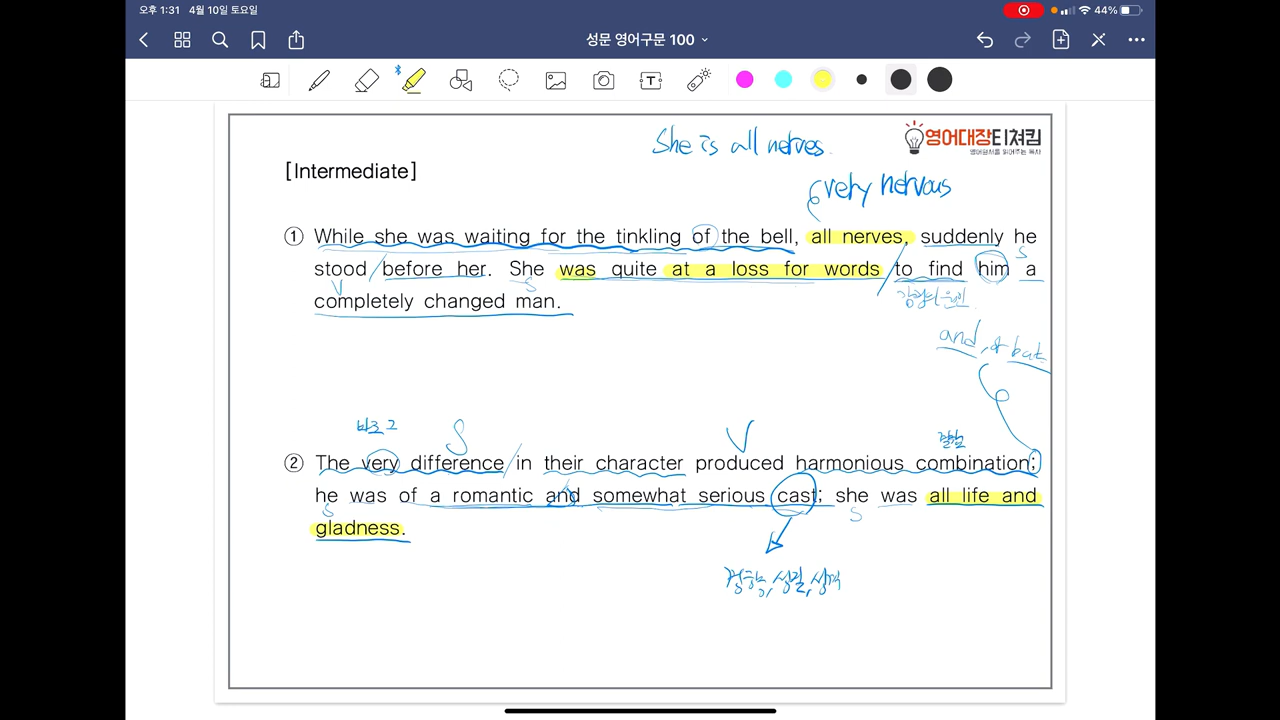 오후 1:31 4월 10일 토요일
44%
성문 영어구문 100
She is all nerves.
영어대장티쳐킴
[Intermediate]
very nervous
① While she was waiting for the tinkling of the bell, all nerves, suddenly he
S
stood before her. She was quite at a loss for words to find him a
V S
감정의 원인
completely changed man.
and, or but
바로 그 S V 결합
② The very difference in their character produced harmonious combination;
he was of a romantic and somewhat serious cast; she was all life and
S S
gladness.
경향, 성질, 성격